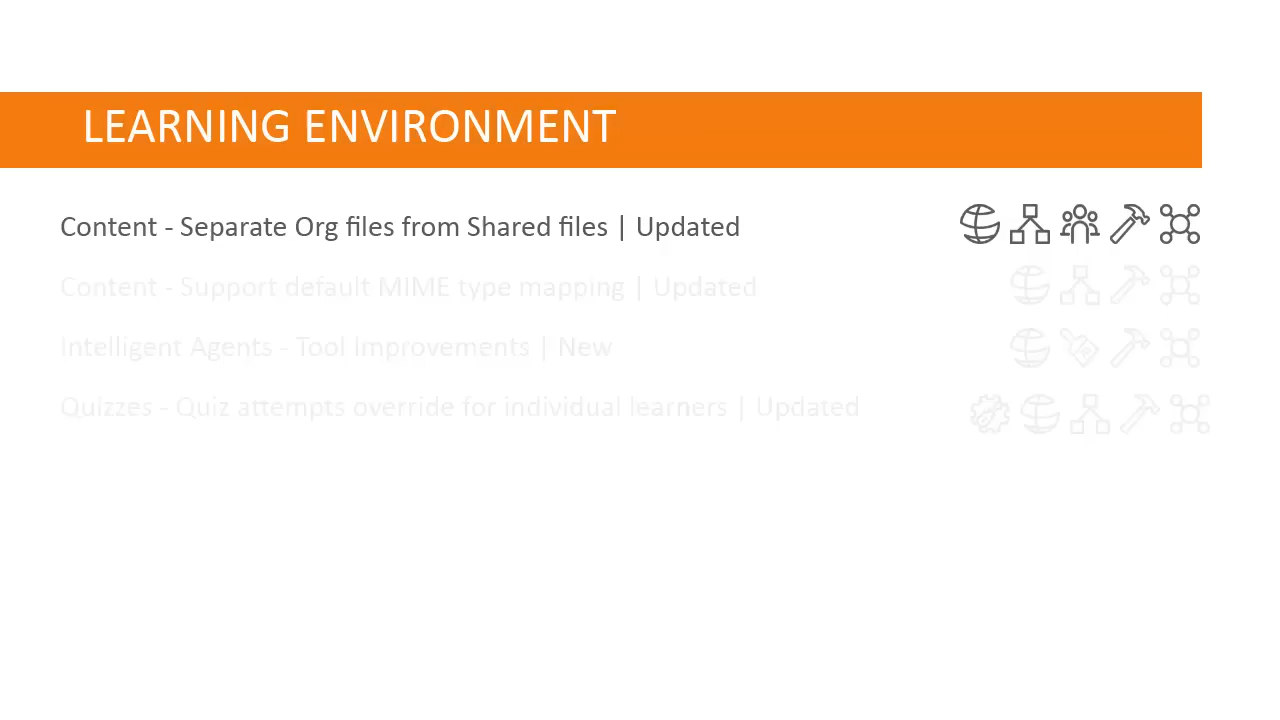 LEARNING ENVIRONMENT
Content - Separate Org files from Shared files | Updated
Content - Support default MIME type mapping | Updated
Intelligent Agents - Tool Improvements | New
Quizzes - Quiz attempts override for individual learners | Updated